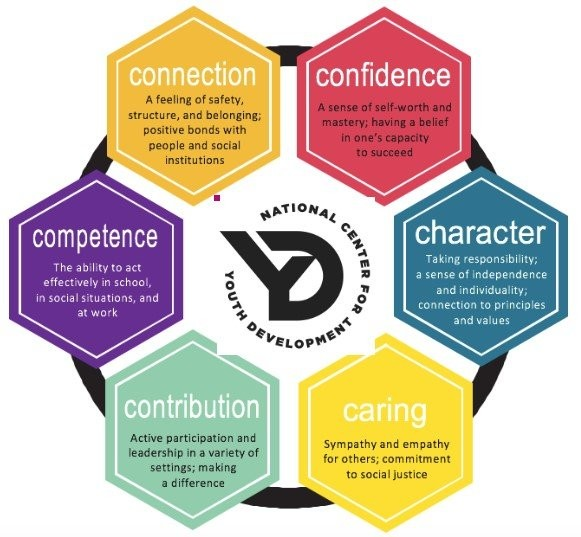 connection
A feeling of safety,
structure, and belonging;
positive bonds with
people and social
institutions
confidence
A sense of self-worth and
mastery; having a belief
in one's capacity
to succeed
competence
The ability to act
effectively in school,
in social situations, and
at work
NATIONAL CENTER FOR
YOUTH DEVELOPMENT
YD
character
Taking responsibility;
a sense of independence
and individuality;
connection to principles
and values
contribution
Active participation and
leadership in a variety of
settings; making
a difference
caring
Sympathy and empathy
for others; commitment
to social justice